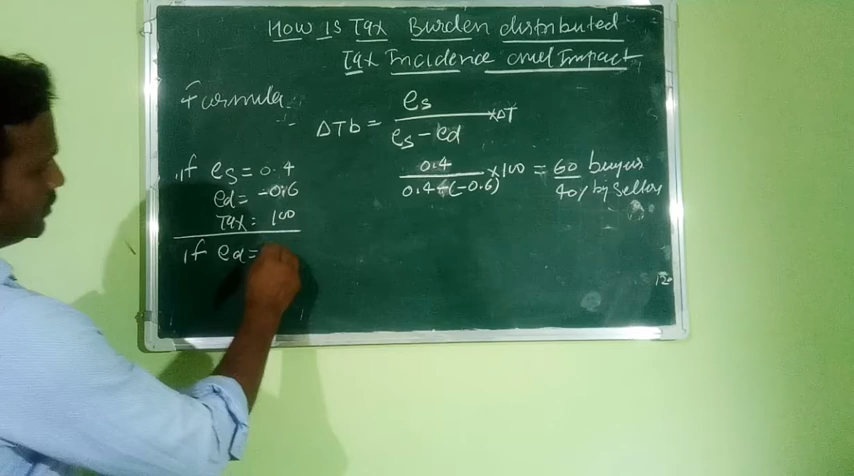 How is Tax Burden distributed
Tax Incidence and Impact
Formula
ΔTb = es / es - ed × ΔT
if es = 0.4
ed = -0.6
Tax = 100
0.4 / 0.4 - (-0.6) × 100 = 60 buyers
40% by Sellers
if ed =